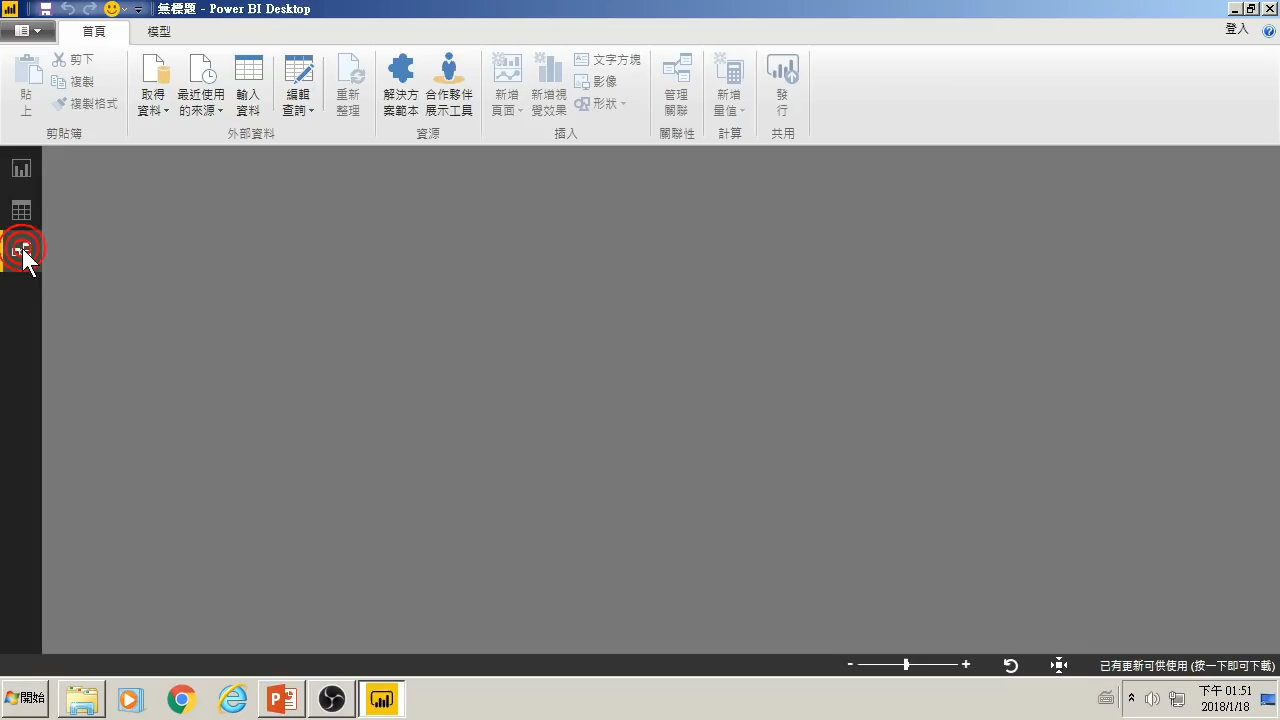 無標題 - Power BI Desktop
首頁
模型
登入
貼上
剪下
複製
複製格式
剪貼簿
取得資料
最近使用的來源
輸入資料
編輯查詢
重新整理
外部資料
解決方案範本
合作夥伴展示工具
資源
新增頁面
新增視覺效果
文字方塊
影像
形狀
插入
管理關聯
關聯性
新增量值
計算
發行
共用
已有更新可供使用 (按一下即可下載)
開始
下午 01:51
2018/1/18